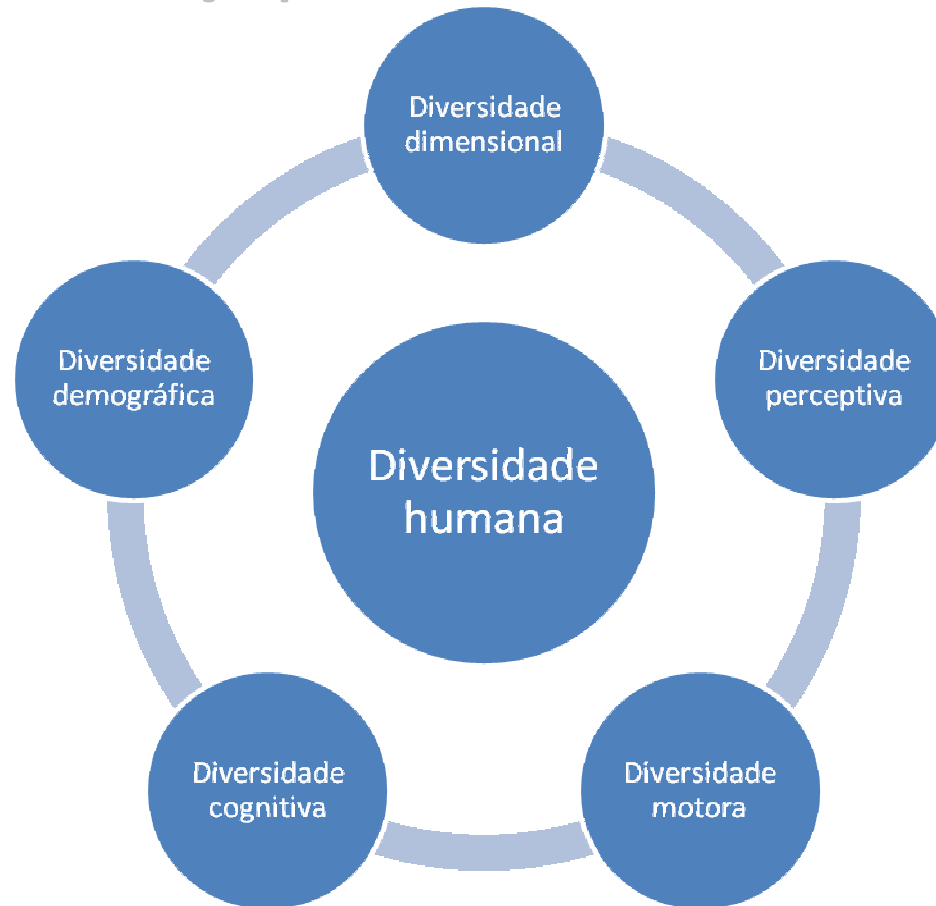 Diversidade
dimensional
Diversidade
perceptiva
Diversidade
motora
Diversidade
cognitiva
Diversidade
demográfica
Diversidade
humana